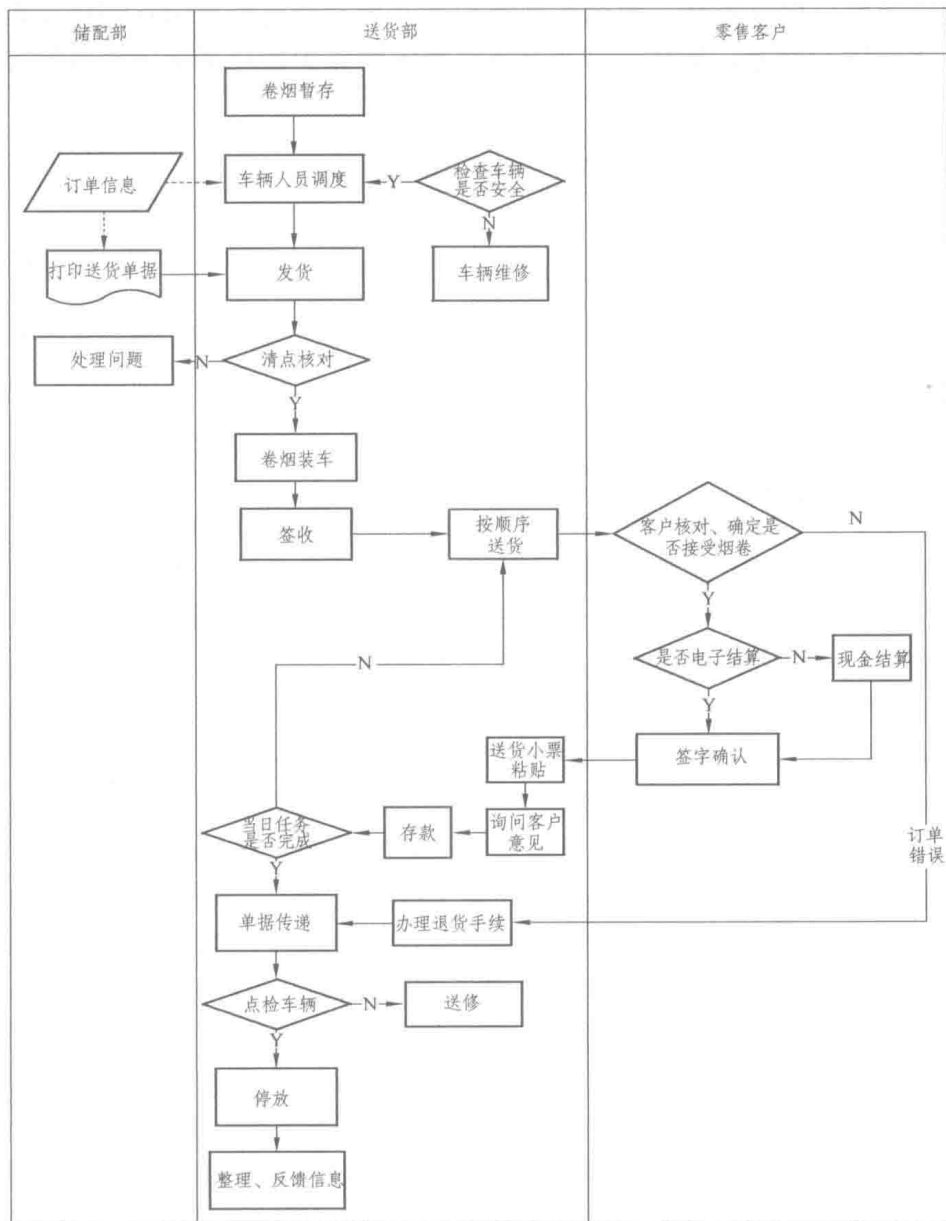 储配部
送货部
零售客户
卷烟暂存
订单信息
车辆人员调度
Y
检查车辆
是否安全
N
打印送货单据
发货
车辆维修
处理问题
N
清点核对
Y
卷烟装车
签收
按顺序
送货
客户核对、确定是
否接受烟卷
N
Y
N
是否电子结算
N
现金结算
Y
送货小票
粘贴
签字确认
当日任务
是否完成
存款
询问客户
意见
订单
错误
Y
单据传递
办理退货手续
点检车辆
N
送修
Y
停放
整理、反馈信息